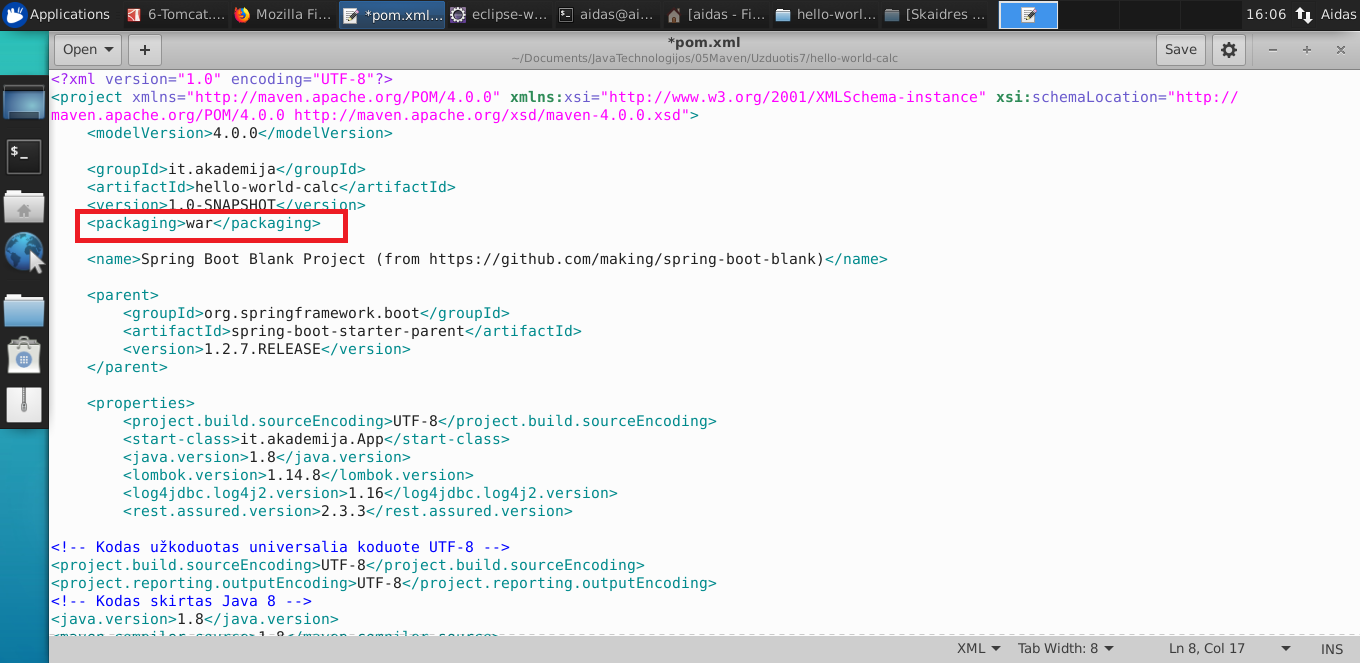 Applications
6-Tomcat....
Mozilla Fi...
*pom.xml...
eclipse-w...
aidas@ai...
[aidas - Fi...
hello-worl...
[Skaidres ...
16:06
Aidas
Open
+
*pom.xml
~/Documents/JavaTechnologijos/05Maven/Uzduotis7/hello-world-calc
Save
<?xml version="1.0" encoding="UTF-8"?>
<project xmlns="http://maven.apache.org/POM/4.0.0" xmlns:xsi="http://www.w3.org/2001/XMLSchema-instance" xsi:schemaLocation="http://
maven.apache.org/POM/4.0.0 http://maven.apache.org/xsd/maven-4.0.0.xsd">
<modelVersion>4.0.0</modelVersion>
<groupId>it.akademija</groupId>
<artifactId>hello-world-calc</artifactId>
<version>1.0-SNAPSHOT</version>
<packaging>war</packaging>
<name>Spring Boot Blank Project (from https://github.com/making/spring-boot-blank)</name>
<parent>
<groupId>org.springframework.boot</groupId>
<artifactId>spring-boot-starter-parent</artifactId>
<version>1.2.7.RELEASE</version>
</parent>
<properties>
<project.build.sourceEncoding>UTF-8</project.build.sourceEncoding>
<start-class>it.akademija.App</start-class>
<java.version>1.8</java.version>
<lombok.version>1.14.8</lombok.version>
<log4jdbc.log4j2.version>1.16</log4jdbc.log4j2.version>
<rest.assured.version>2.3.3</rest.assured.version>
<!-- Kodas užkoduotas universalia koduote UTF-8 -->
<project.build.sourceEncoding>UTF-8</project.build.sourceEncoding>
<project.reporting.outputEncoding>UTF-8</project.reporting.outputEncoding>
<!-- Kodas skirtas Java 8 -->
<java.version>1.8</java.version>
<maven.compiler.source>1.8</maven.compiler.source>
XML
Tab Width: 8
Ln 8, Col 17
INS